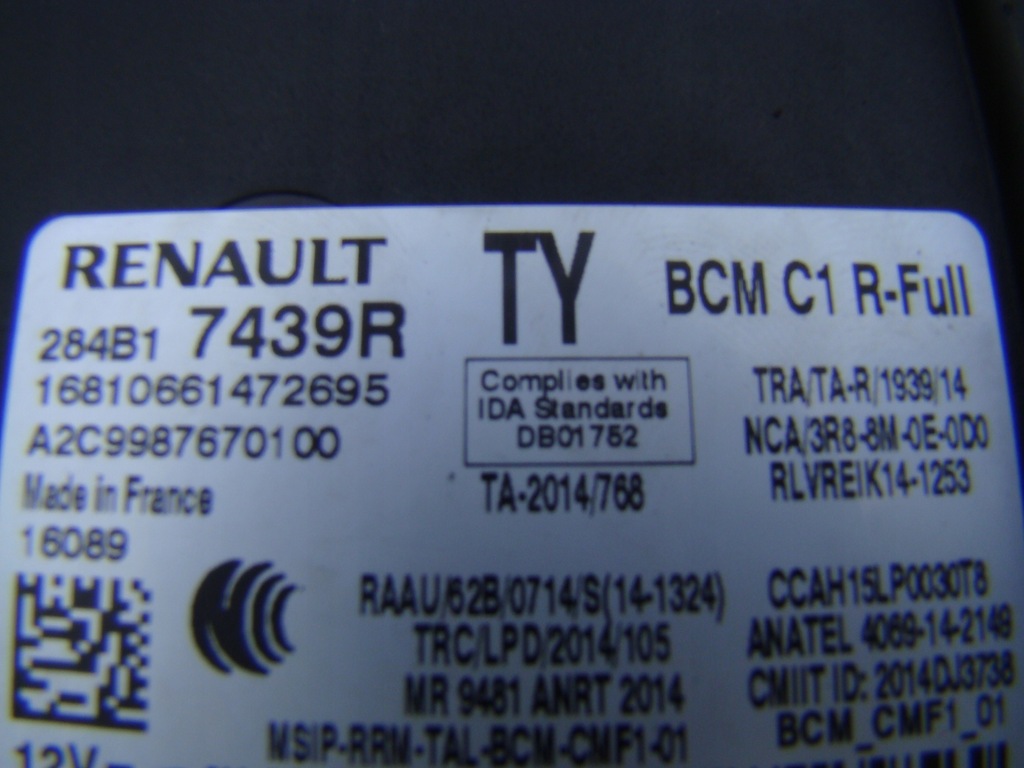 RENAULT
TY
BCM C1 R-Full
284B1 7439R
16810661472695
A2C9987670100
Made in France
16089
Complies with
IDA Standards
DB01752
TA-2014/768
TRA/TA-R/1939/14
NCA/3R8-8M-0E-0D0
RLVREIK14-1253
RAAU/62B/0714/S(14-1324)
TRC/LPD/2014/105
MR 9481 ANRT 2014
MSIP-RRM-TAL-BCM-CMF1-01
CCAH15LP0030T8
ANATEL 4069-14-2149
CMIIT ID: 2014DJ3738
BCM_CMF1_01
12V